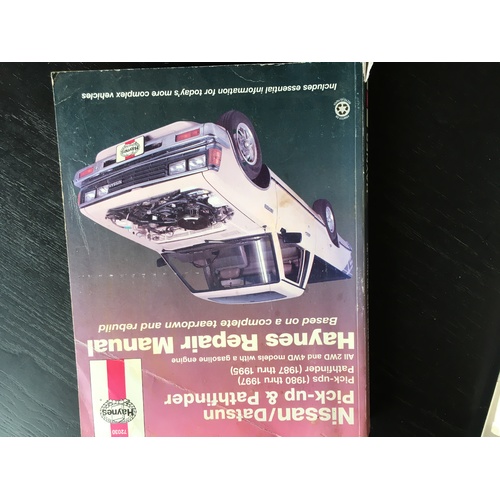 Haynes
72030
Nissan/Datsun
Pick-up & Pathfinder
Pick-ups (1980 thru 1997)
Pathfinder (1987 thru 1995)
All 2WD and 4WD models with a gasoline engine
Haynes Repair Manual
Based on a complete teardown and rebuild
Haynes
Includes essential information for today's more complex vehicles